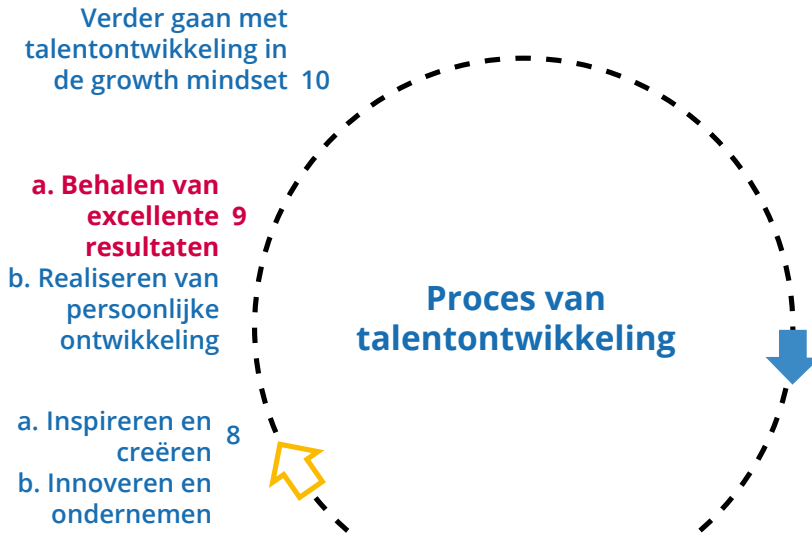 Verder gaan met
talentontwikkeling in
de growth mindset 10
a. Behalen van
excellente 9
resultaten
b. Realiseren van
persoonlijke
ontwikkeling
a. Inspireren en 8
creëren
b. Innoveren en
ondernemen
Proces van
talentontwikkeling